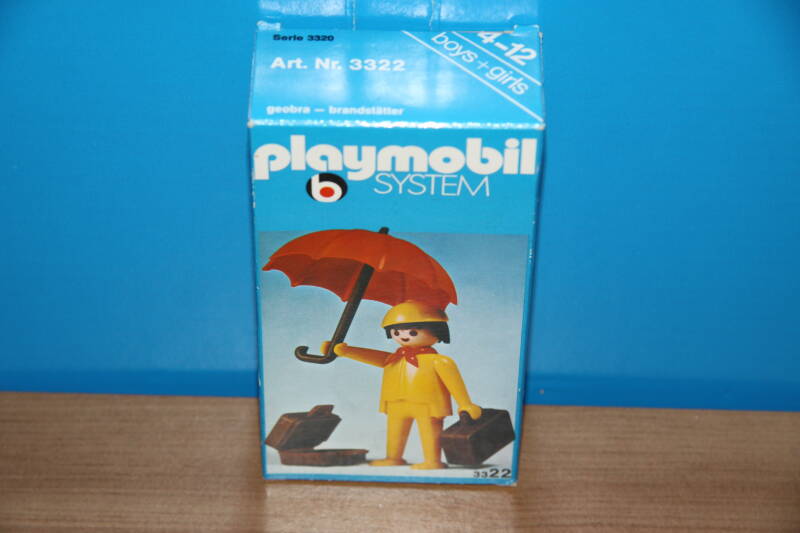 Serie 3320
Art. Nr. 3322
4-12
boys + girls
geobra — brandstätter
playmobil
b SYSTEM
3322